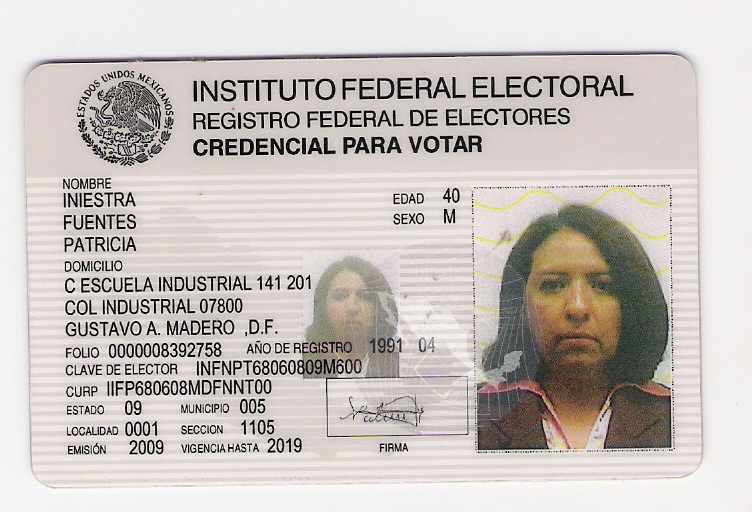 ESTADOS UNIDOS MEXICANOS
INSTITUTO FEDERAL ELECTORAL
REGISTRO FEDERAL DE ELECTORES
CREDENCIAL PARA VOTAR
NOMBRE
INIESTRA
FUENTES
PATRICIA
EDAD 40
SEXO M
DOMICILIO
C ESCUELA INDUSTRIAL 141 201
COL INDUSTRIAL 07800
GUSTAVO A. MADERO ,D.F.
FOLIO 0000008392758 AÑO DE REGISTRO 1991 04
CLAVE DE ELECTOR INFNPT68060809M600
CURP IIFP680608MDFNNT00
ESTADO 09 MUNICIPIO 005
LOCALIDAD 0001 SECCION 1105
EMISIÓN 2009 VIGENCIA HASTA 2019
FIRMA